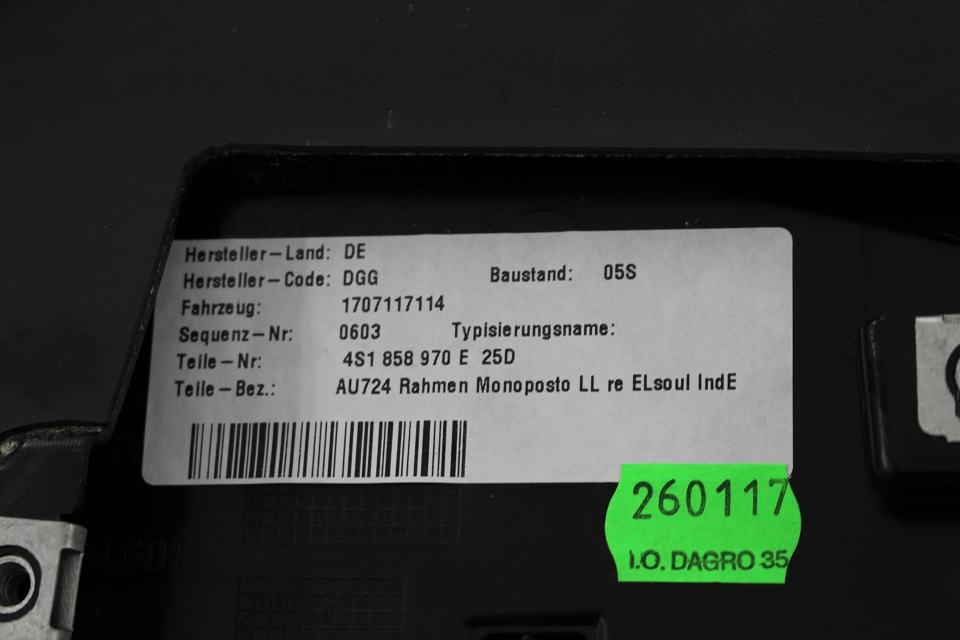 Hersteller-Land: DE
Hersteller-Code: DGG Baustand: 05S
Fahrzeug: 1707117114
Sequenz-Nr: 0603 Typisierungsname:
Teile-Nr: 4S1 858 970 E 25D
Teile-Bez.: AU724 Rahmen Monoposto LL re ELsoul IndE
260117
I.O. DAGRO 35